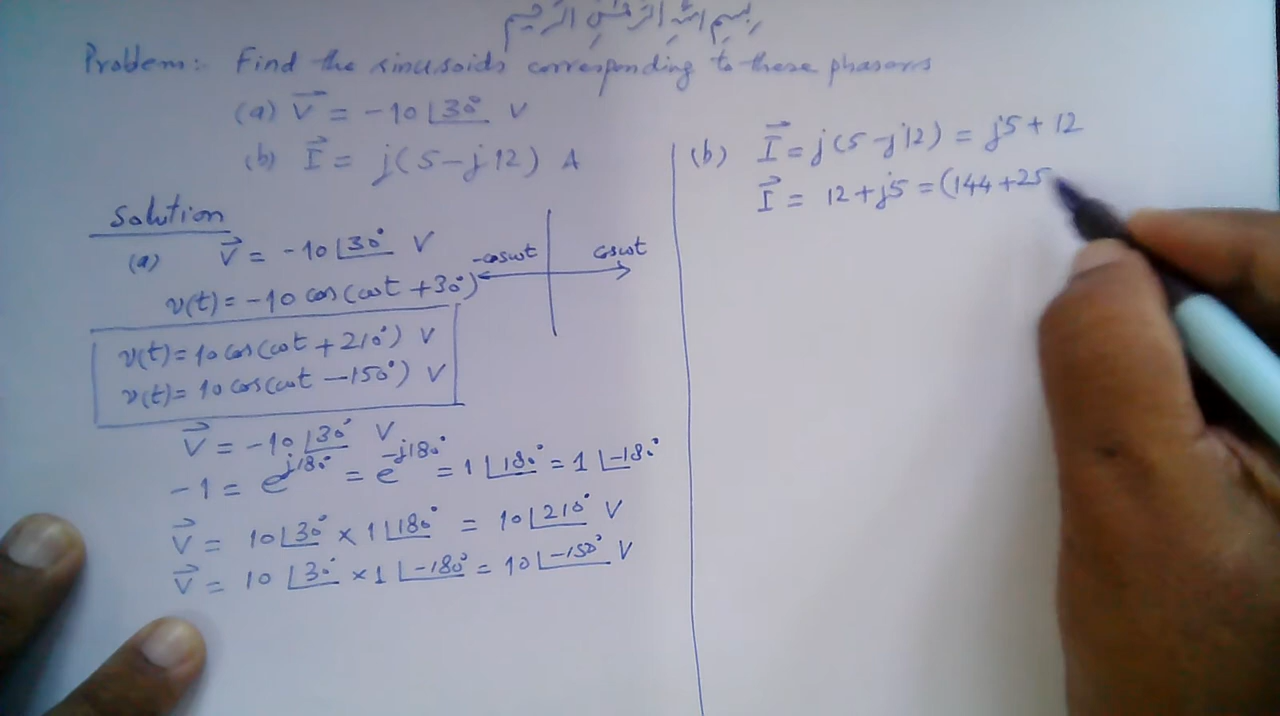 بسم الله الرحمن الرحيم
Problem:- Find the sinusoids corresponding to these phasors
(a) V⃗ = -10∠30° V
(b) I⃗ = j(5-j12) A
Solution
(a) V⃗ = -10∠30° V
-coswt coswt
v(t) = -10 cos(ωt +30°)
v(t) = 10 cos(ωt +210°) V
v(t) = 10 cos(ωt -150°) V
V⃗ = -10∠30° V
-1 = e^{j180°} = e^{-j180°} = 1∠180° = 1∠-180°
V⃗ = 10∠30° × 1∠180° = 10∠210° V
V⃗ = 10∠30° × 1∠-180° = 10∠-150° V
(b) I⃗ = j(5-j12) = j5 + 12
I⃗ = 12 + j5 = (144 + 25